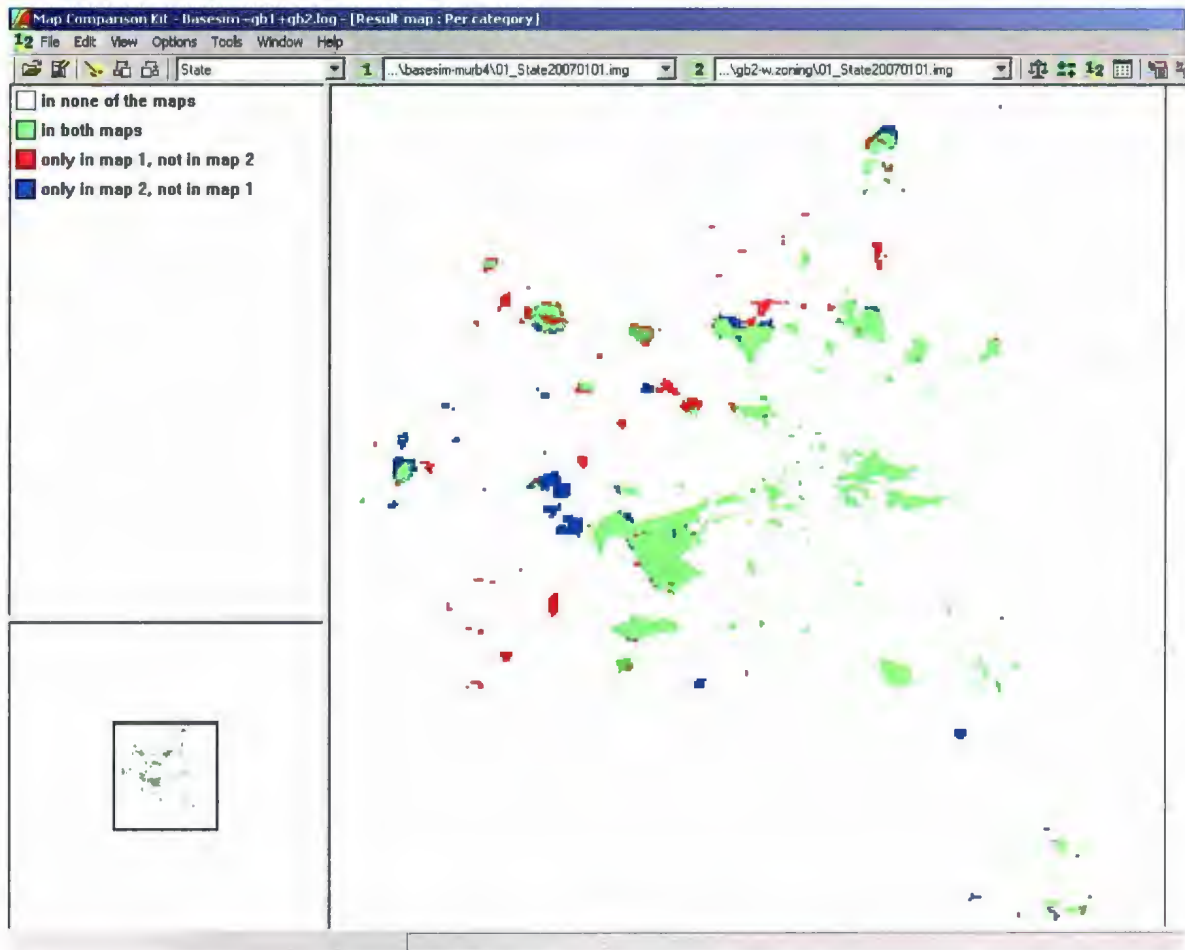 Map Comparison Kit - Basesim-gb1+gb2.log - [Result map : Per category]
12 File Edit View Options Tools Window Help
State 1 ...\basesim-murb4\01_State20070101.img 2 ...\gb2-w.zoning\01_State20070101.img 12
in none of the maps
in both maps
only in map 1, not in map 2
only in map 2, not in map 1